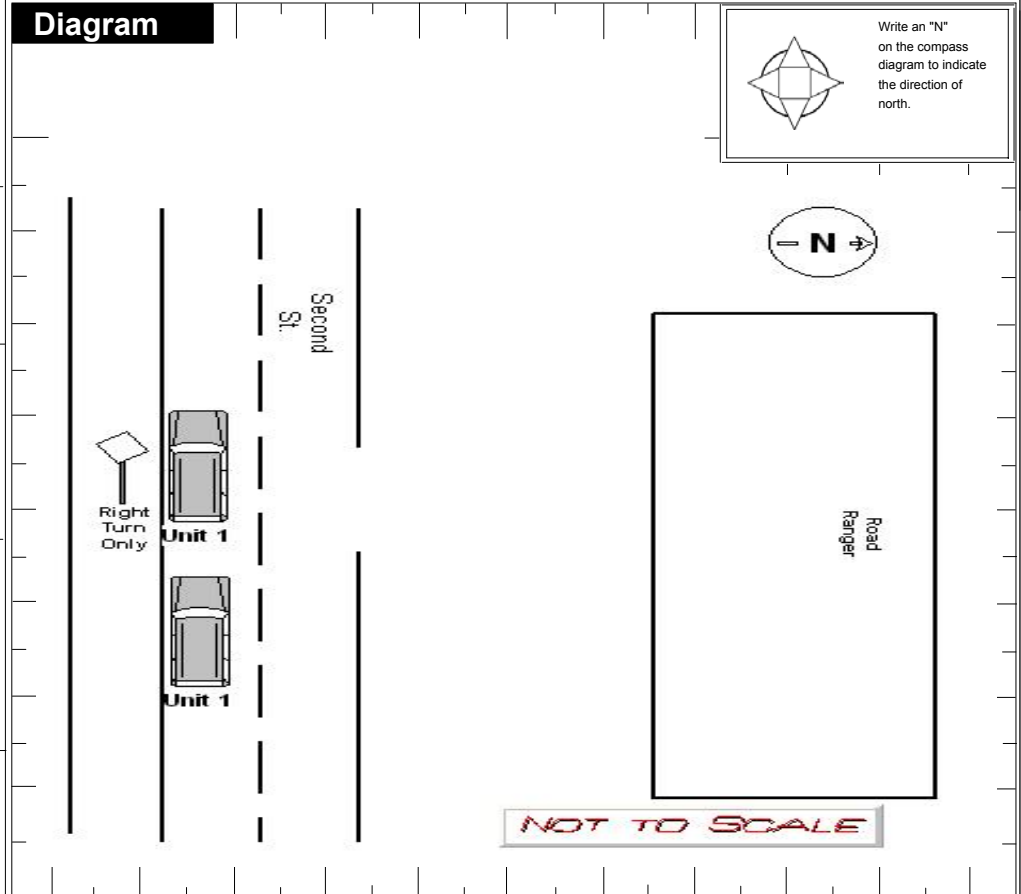 Diagram
Write an "N"
on the compass
diagram to indicate
the direction of
north.
N
Second
St.
Right
Turn
Only
Unit 1
Unit 1
Road
Ranger
NOT TO SCALE